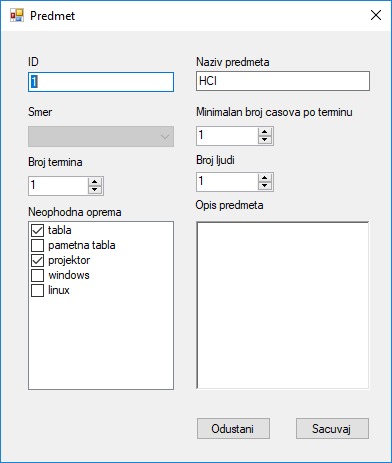 Predmet
ID
Naziv predmeta
1
HCI
Smer
Minimalan broj casova po terminu
1
Broj termina
Broj ljudi
1
1
Neophodna oprema
Opis predmeta
tabla
pametna tabla
projektor
windows
linux
Odustani
Sacuvaj